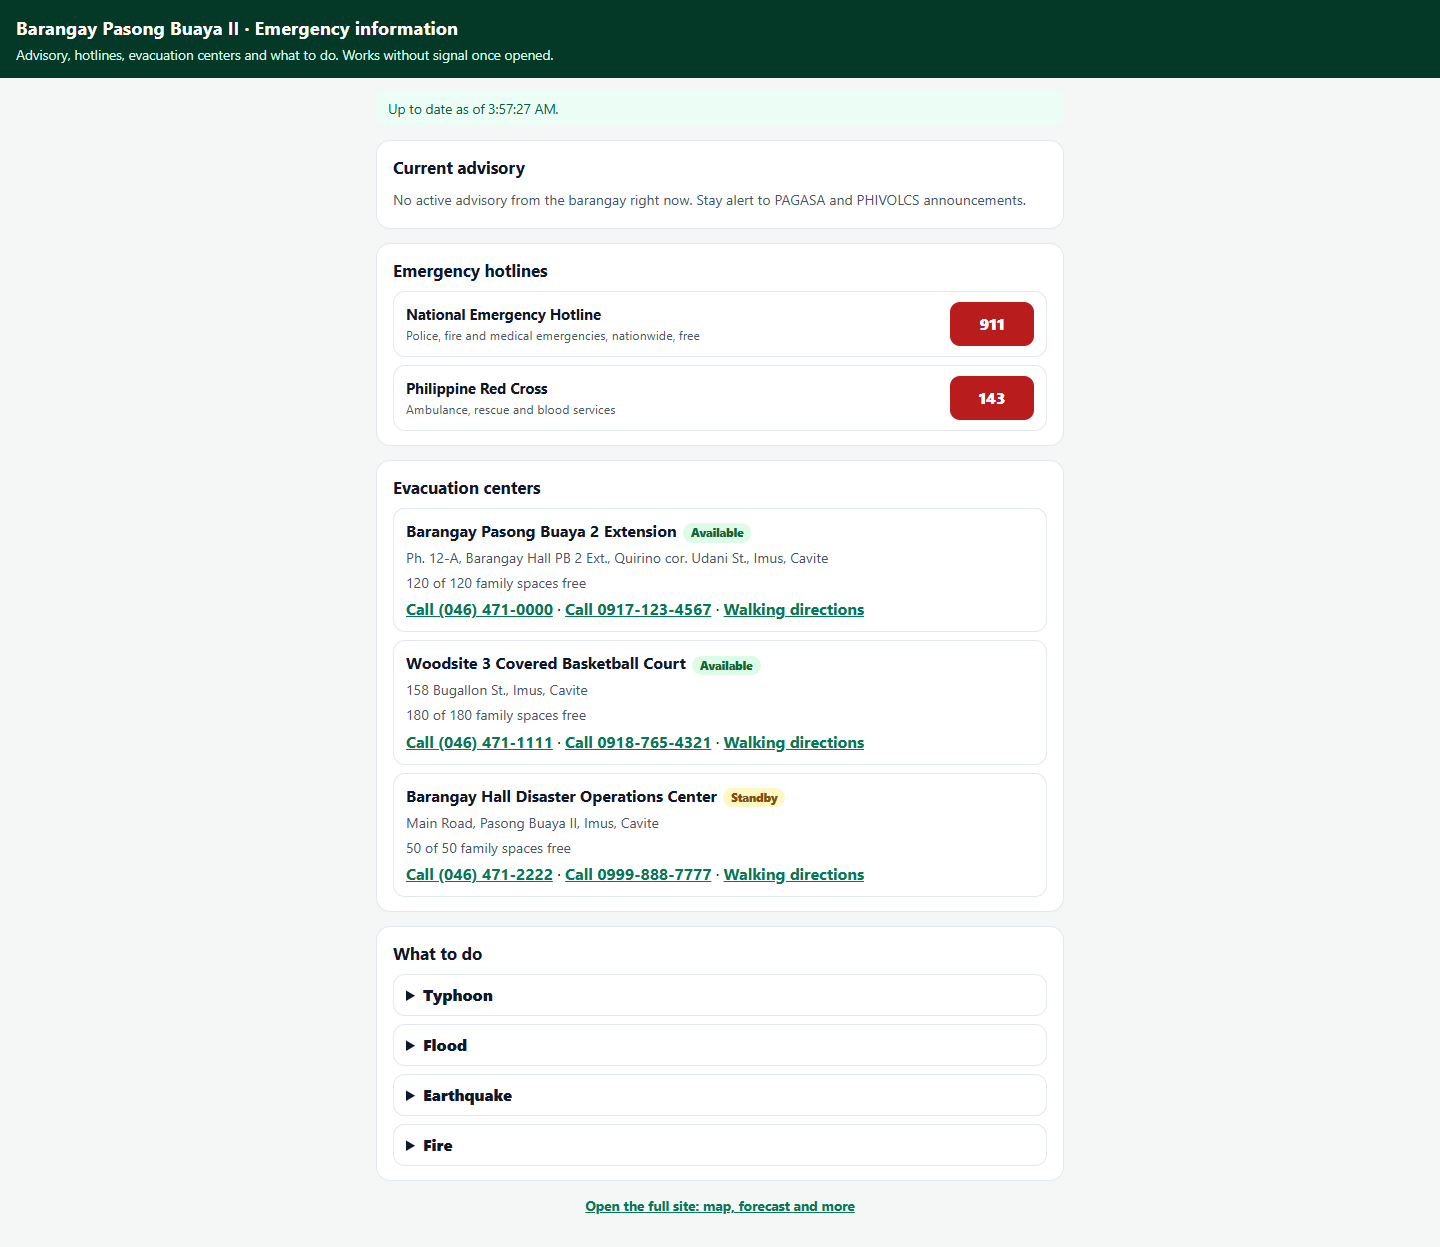 Barangay Pasong Buaya II · Emergency information
Advisory, hotlines, evacuation centers and what to do. Works without signal once opened.
Up to date as of 3:57:27 AM.
Current advisory
No active advisory from the barangay right now. Stay alert to PAGASA and PHIVOLCS announcements.
Emergency hotlines
National Emergency Hotline
Police, fire and medical emergencies, nationwide, free
911
Philippine Red Cross
Ambulance, rescue and blood services
143
Evacuation centers
Barangay Pasong Buaya 2 Extension Available
Ph. 12-A, Barangay Hall PB 2 Ext., Quirino cor. Udani St., Imus, Cavite
120 of 120 family spaces free
Call (046) 471-0000 · Call 0917-123-4567 · Walking directions
Woodsite 3 Covered Basketball Court Available
158 Bugallon St., Imus, Cavite
180 of 180 family spaces free
Call (046) 471-1111 · Call 0918-765-4321 · Walking directions
Barangay Hall Disaster Operations Center Standby
Main Road, Pasong Buaya II, Imus, Cavite
50 of 50 family spaces free
Call (046) 471-2222 · Call 0999-888-7777 · Walking directions
What to do
Typhoon
Flood
Earthquake
Fire
Open the full site: map, forecast and more